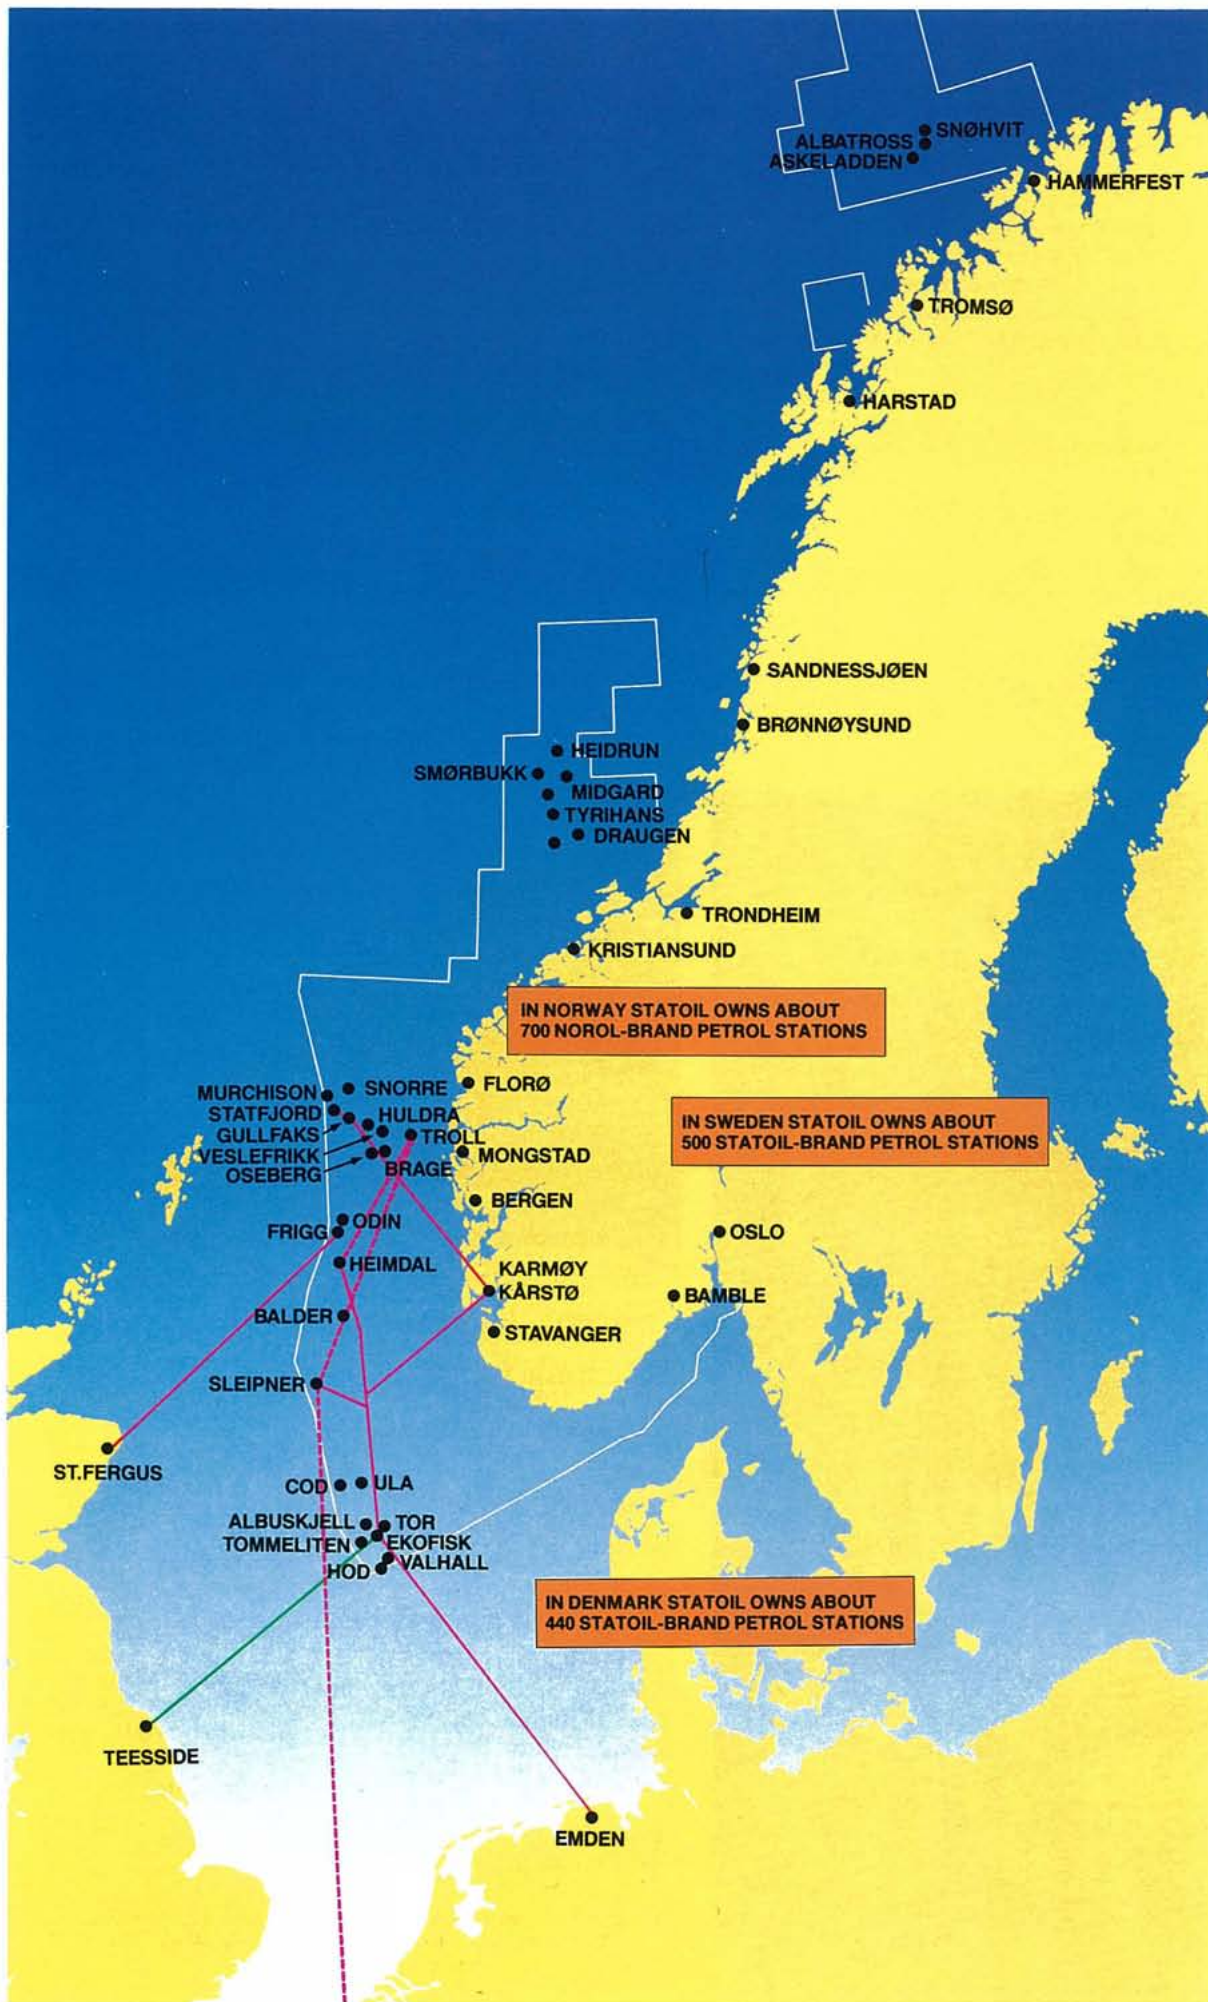 SNØHVIT
ALBATROSS
ASKELADDEN
HAMMERFEST
TROMSØ
HARSTAD
SANDNESSJØEN
BRØNNØYSUND
HEIDRUN
SMØRBUKK
MIDGARD
TYRIHANS
DRAUGEN
TRONDHEIM
KRISTIANSUND
IN NORWAY STATOIL OWNS ABOUT
700 NOROL-BRAND PETROL STATIONS
SNORRE
FLORØ
MURCHISON
STATFJORD
HULDRA
GULLFAKS
TROLL
IN SWEDEN STATOIL OWNS ABOUT
500 STATOIL-BRAND PETROL STATIONS
VESLEFRIKK
MONGSTAD
OSEBERG
BRAGE
BERGEN
ODIN
FRIGG
OSLO
HEIMDAL
KARMØY
KÅRSTØ
BAMBLE
BALDER
STAVANGER
SLEIPNER
ST.FERGUS
COD
ULA
ALBUSKJELL
TOR
TOMMELITEN
EKOFISK
VALHALL
HOD
IN DENMARK STATOIL OWNS ABOUT
440 STATOIL-BRAND PETROL STATIONS
TEESSIDE
EMDEN